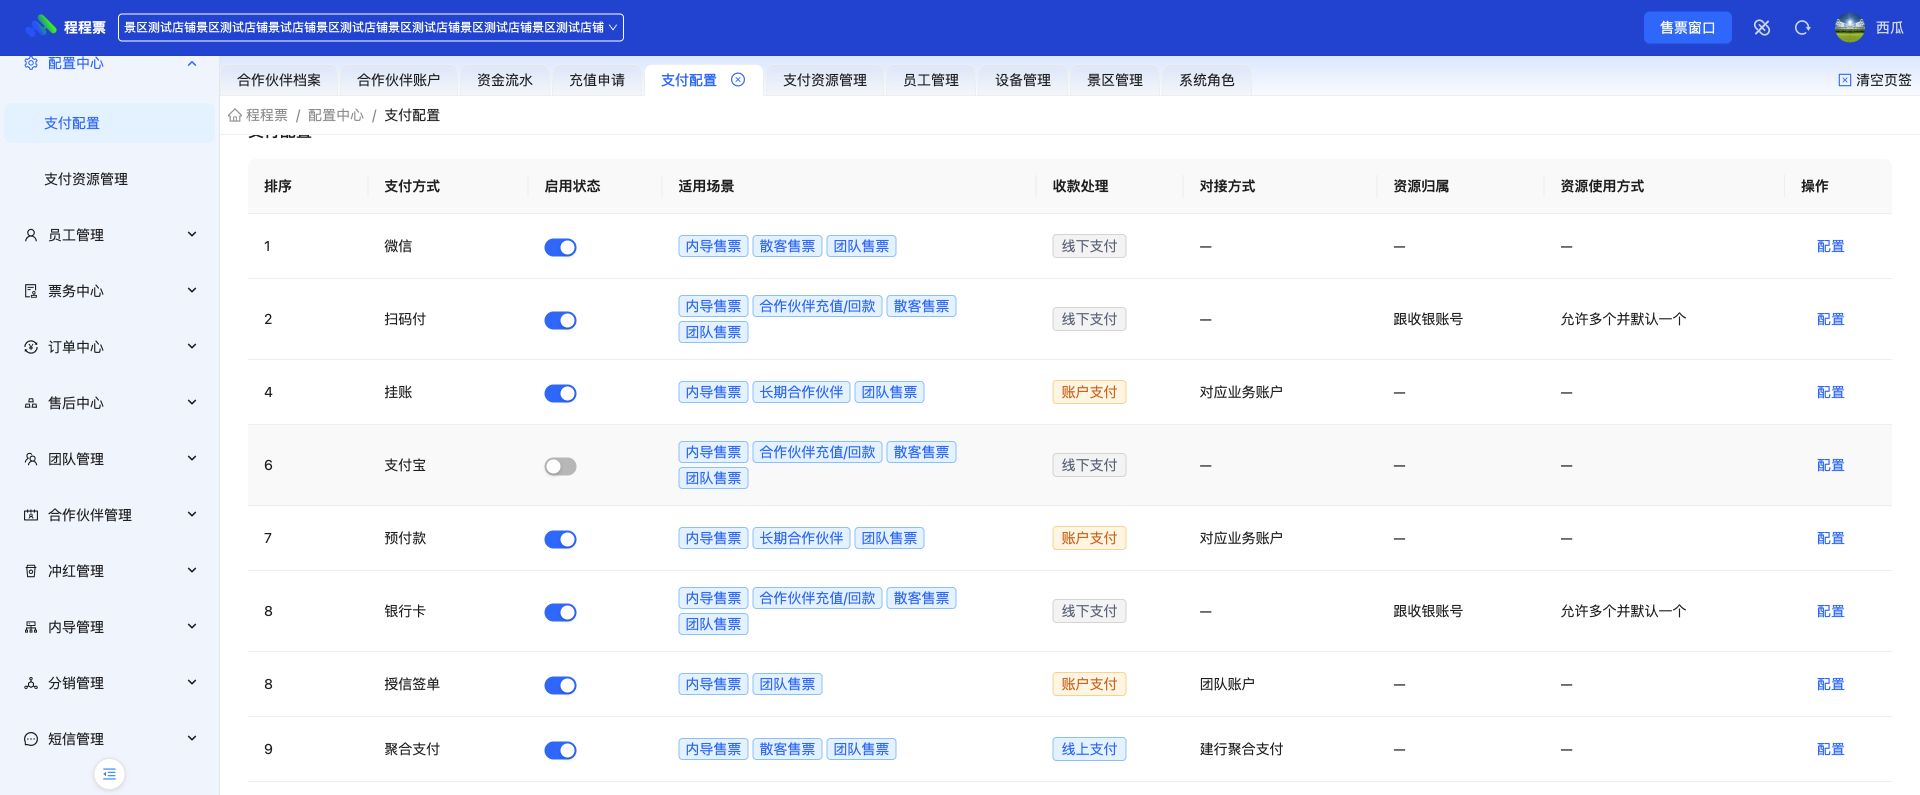 程程票
景区测试店铺景区测试店铺景试店铺景区测试店铺景区测试店铺景区测试店铺景区测试店铺
售票窗口
西瓜
配置中心
支付配置
支付资源管理
员工管理
票务中心
订单中心
售后中心
团队管理
合作伙伴管理
冲红管理
内导管理
分销管理
短信管理
合作伙伴档案 合作伙伴账户 资金流水 充值申请 支付配置 支付资源管理 员工管理 设备管理 景区管理 系统角色 清空页签
程程票 / 配置中心 / 支付配置
支付配置
排序 支付方式 启用状态 适用场景 收款处理 对接方式 资源归属 资源使用方式 操作
1 微信 内导售票 散客售票 团队售票 线下支付 — — — 配置
2 扫码付 内导售票 合作伙伴充值/回款 散客售票 线下支付 — 跟收银账号 允许多个并默认一个 配置
团队售票
4 挂账 内导售票 长期合作伙伴 团队售票 账户支付 对应业务账户 — — 配置
6 支付宝 内导售票 合作伙伴充值/回款 散客售票 线下支付 — — — 配置
团队售票
7 预付款 内导售票 长期合作伙伴 团队售票 账户支付 对应业务账户 — — 配置
8 银行卡 内导售票 合作伙伴充值/回款 散客售票 线下支付 — 跟收银账号 允许多个并默认一个 配置
团队售票
8 授信签单 内导售票 团队售票 账户支付 团队账户 — — 配置
9 聚合支付 内导售票 散客售票 团队售票 线上支付 建行聚合支付 — — 配置